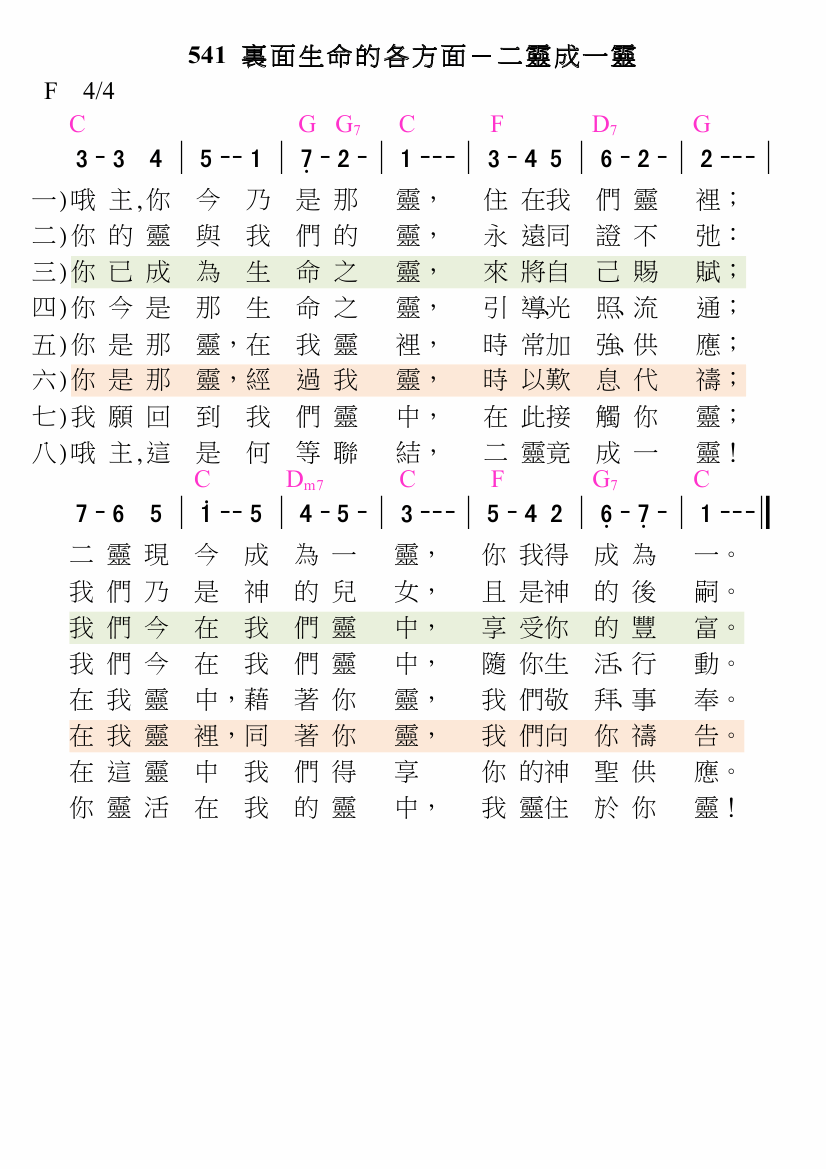 541 裏面生命的各方面－二靈成一靈
F 4/4
C G G7 C F D7 G
3 - 3 4 | 5 -- 1 | 7̣ - 2 - | 1 --- | 3 - 4 5 | 6 - 2 - | 2 --- |
一)哦主,你今乃是那靈，住在我們靈裡；
二)你的靈與我們的靈，永遠同證不弛：
三)你已成為生命之靈，來將自己賜賦；
四)你今是那生命之靈，引導、光照、流通；
五)你是那靈，在我靈裡，時常加強、供應；
六)你是那靈，經過我靈，時以歎息代禱；
七)我願回到我們靈中，在此接觸你靈；
八)哦主,這是何等聯結，二靈竟成一靈！
C Dm7 C F G7 C
7 - 6 5 | 1̇ -- 5 | 4 - 5 - | 3 --- | 5 - 4 2 | 6̣ - 7̣ - | 1 --- ‖
二靈現今成為一靈，你我得成為一。
我們乃是神的兒女，且是神的後嗣。
我們今在我們靈中，享受你的豐富。
我們今在我們靈中，隨你生活、行動。
在我靈中，藉著你靈，我們敬拜、事奉。
在我靈裡，同著你靈，我們向你禱告。
在這靈中我們得享你的神聖供應。
你靈活在我的靈中，我靈住於你靈！